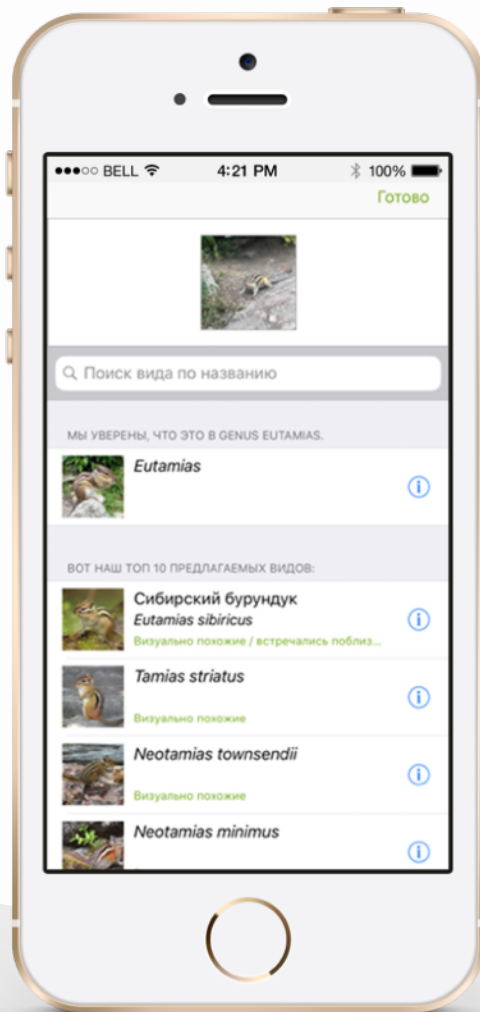 BELL 4:21 PM 100%
Готово
Поиск вида по названию
МЫ УВЕРЕНЫ, ЧТО ЭТО В GENUS EUTAMIAS.
Eutamias
ВОТ НАШ ТОП 10 ПРЕДЛАГАЕМЫХ ВИДОВ:
Сибирский бурундук
Eutamias sibiricus
Визуально похожие / встречались поблиз...
Tamias striatus
Визуально похожие
Neotamias townsendii
Визуально похожие
Neotamias minimus